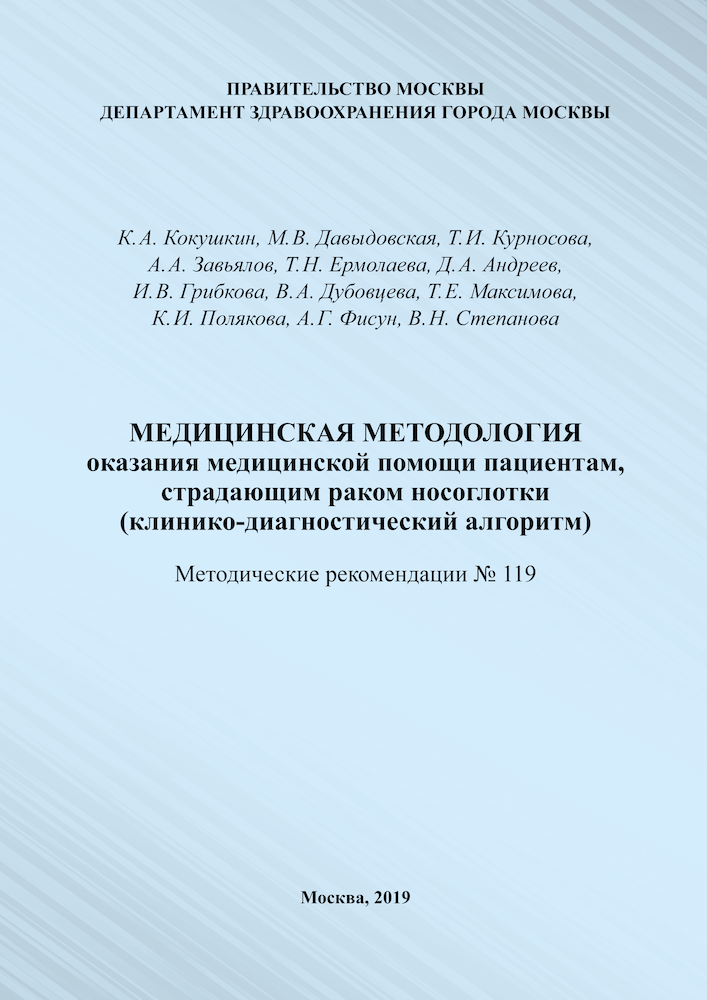 ПРАВИТЕЛЬСТВО МОСКВЫ
ДЕПАРТАМЕНТ ЗДРАВООХРАНЕНИЯ ГОРОДА МОСКВЫ
К. А. Кокушкин, М. В. Давыдовская, Т. И. Курносова,
А. А. Завьялов, Т. Н. Ермолаева, Д. А. Андреев,
И. В. Грибкова, В. А. Дубовцева, Т. Е. Максимова,
К. И. Полякова, А. Г. Фисун, В. Н. Степанова
МЕДИЦИНСКАЯ МЕТОДОЛОГИЯ
оказания медицинской помощи пациентам,
страдающим раком носоглотки
(клинико-диагностический алгоритм)
Методические рекомендации № 119
Москва, 2019